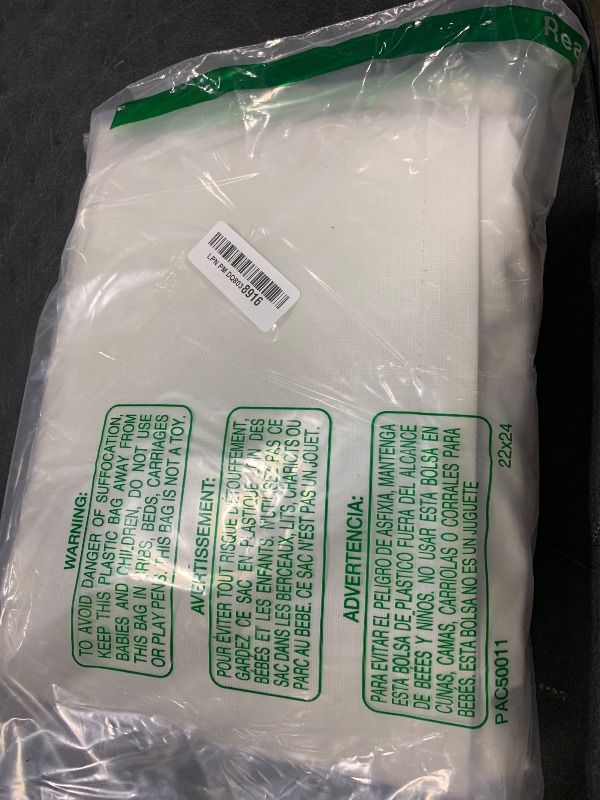 Rea
LPN PM DQ8038916
WARNING:
TO AVOID DANGER OF SUFFOCATION,
KEEP THIS PLASTIC BAG AWAY FROM
BABIES AND CHILDREN, DO NOT USE
THIS BAG IN CRIBS, BEDS, CARRIAGES
OR PLAY PENS. THIS BAG IS NOT A TOY.
AVERTISSEMENT:
POUR ÉVITER TOUT RISQUE D'ÉTOUFFEMENT,
GARDEZ CE SAC EN PLASTIQUE LOIN DES
BÉBÉS ET LES ENFANTS, N'UTILISEZ PAS CE
SAC DANS LES BERCEAUX, LITS, CHARIOTS OU
PARC AU BEBE. CE SAC N'EST PAS UN JOUET.
ADVERTENCIA:
PARA EVITAR EL PELIGRO DE ASFIXIA, MANTENGA
ESTA BOLSA DE PLASTICO FUERA DEL ALCANCE
DE BEÉES Y NIÑOS. NO USAR ESTA BOLSA EN
CUNAS, CAMAS, CARRIOLAS O CORRALES PARA
BEBÉS, ESTA BOLSA NO ES UN JUGUETE
PAC50011
22x24